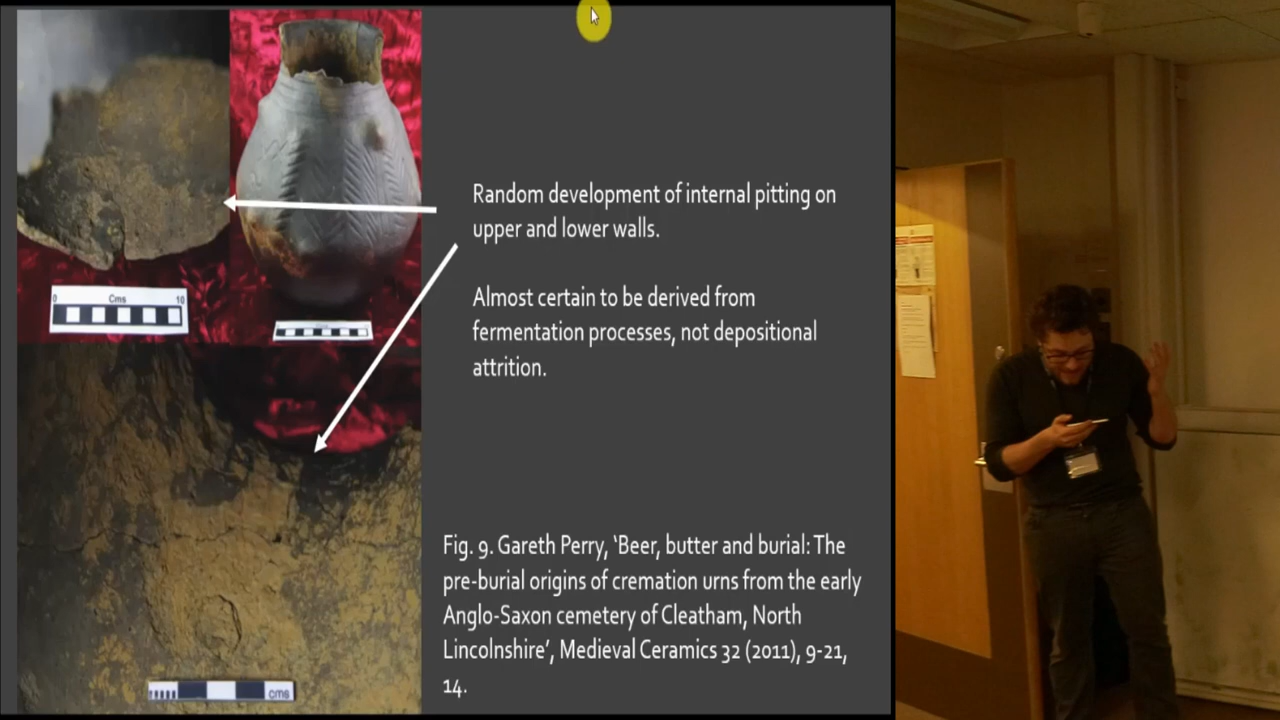 0 Cms 10
Random development of internal pitting on
upper and lower walls.
Almost certain to be derived from
fermentation processes, not depositional
attrition.
Fig. 9. Gareth Perry, ‘Beer, butter and burial: The
pre-burial origins of cremation urns from the early
Anglo-Saxon cemetery of Cleatham, North
Lincolnshire’, Medieval Ceramics 32 (2011), 9-21,
14.
cms